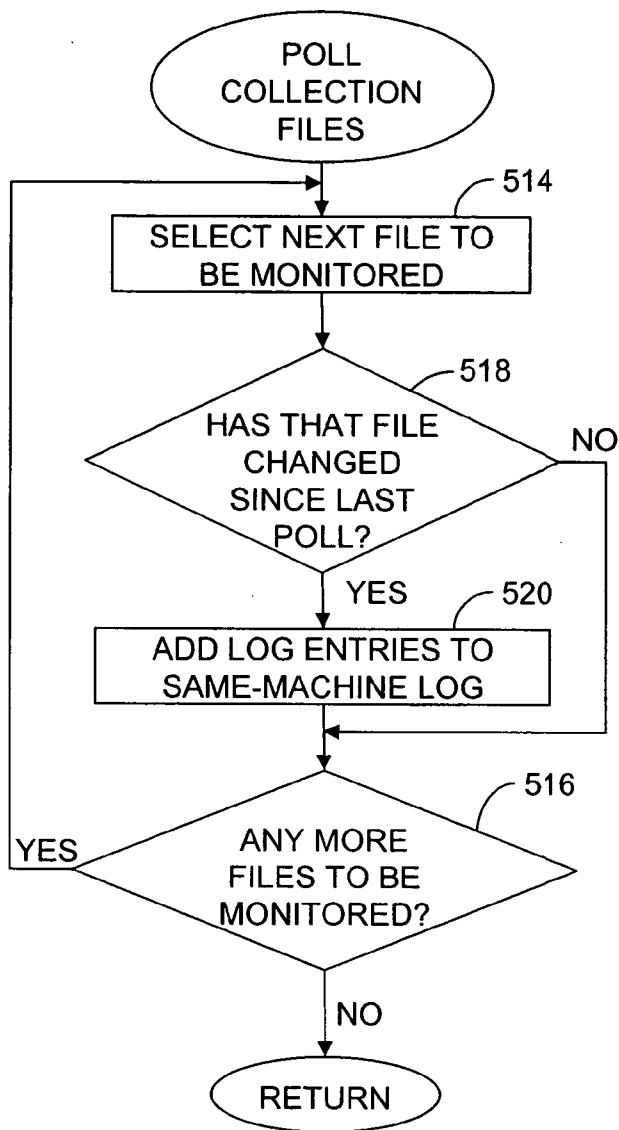 POLL
COLLECTION
FILES
514
SELECT NEXT FILE TO
BE MONITORED
518
HAS THAT FILE
CHANGED
SINCE LAST
POLL?
NO
YES
520
ADD LOG ENTRIES TO
SAME-MACHINE LOG
516
YES
ANY MORE
FILES TO BE
MONITORED?
NO
RETURN